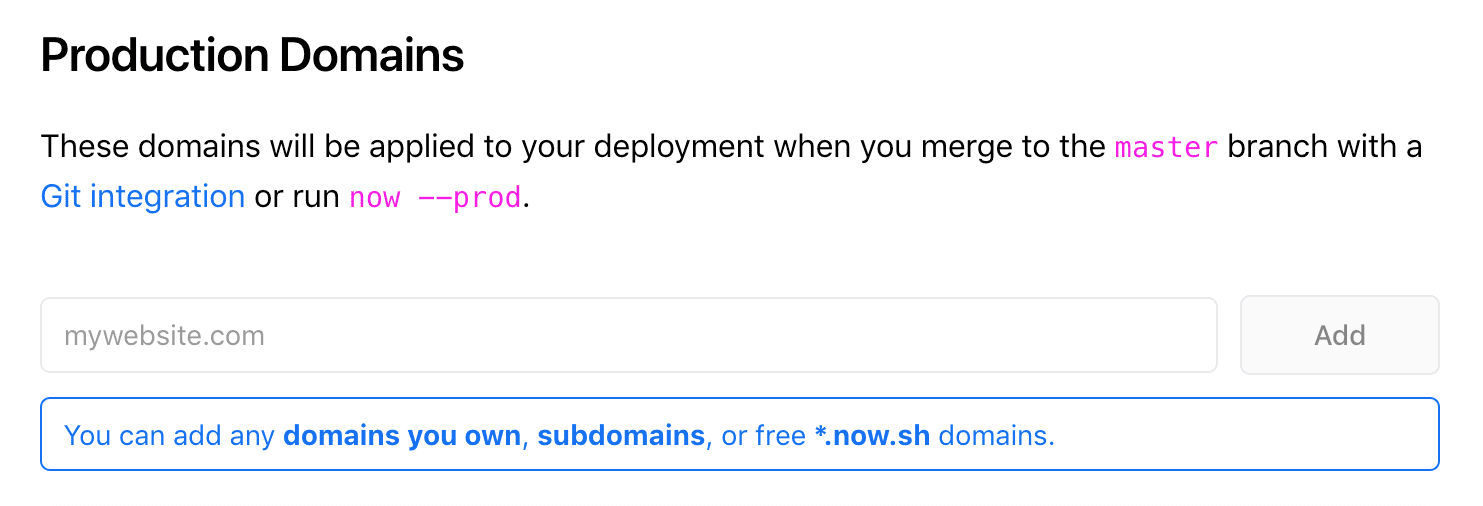 Production Domains
These domains will be applied to your deployment when you merge to the master branch with a
Git integration or run now --prod.
mywebsite.com
Add
You can add any domains you own, subdomains, or free *.now.sh domains.